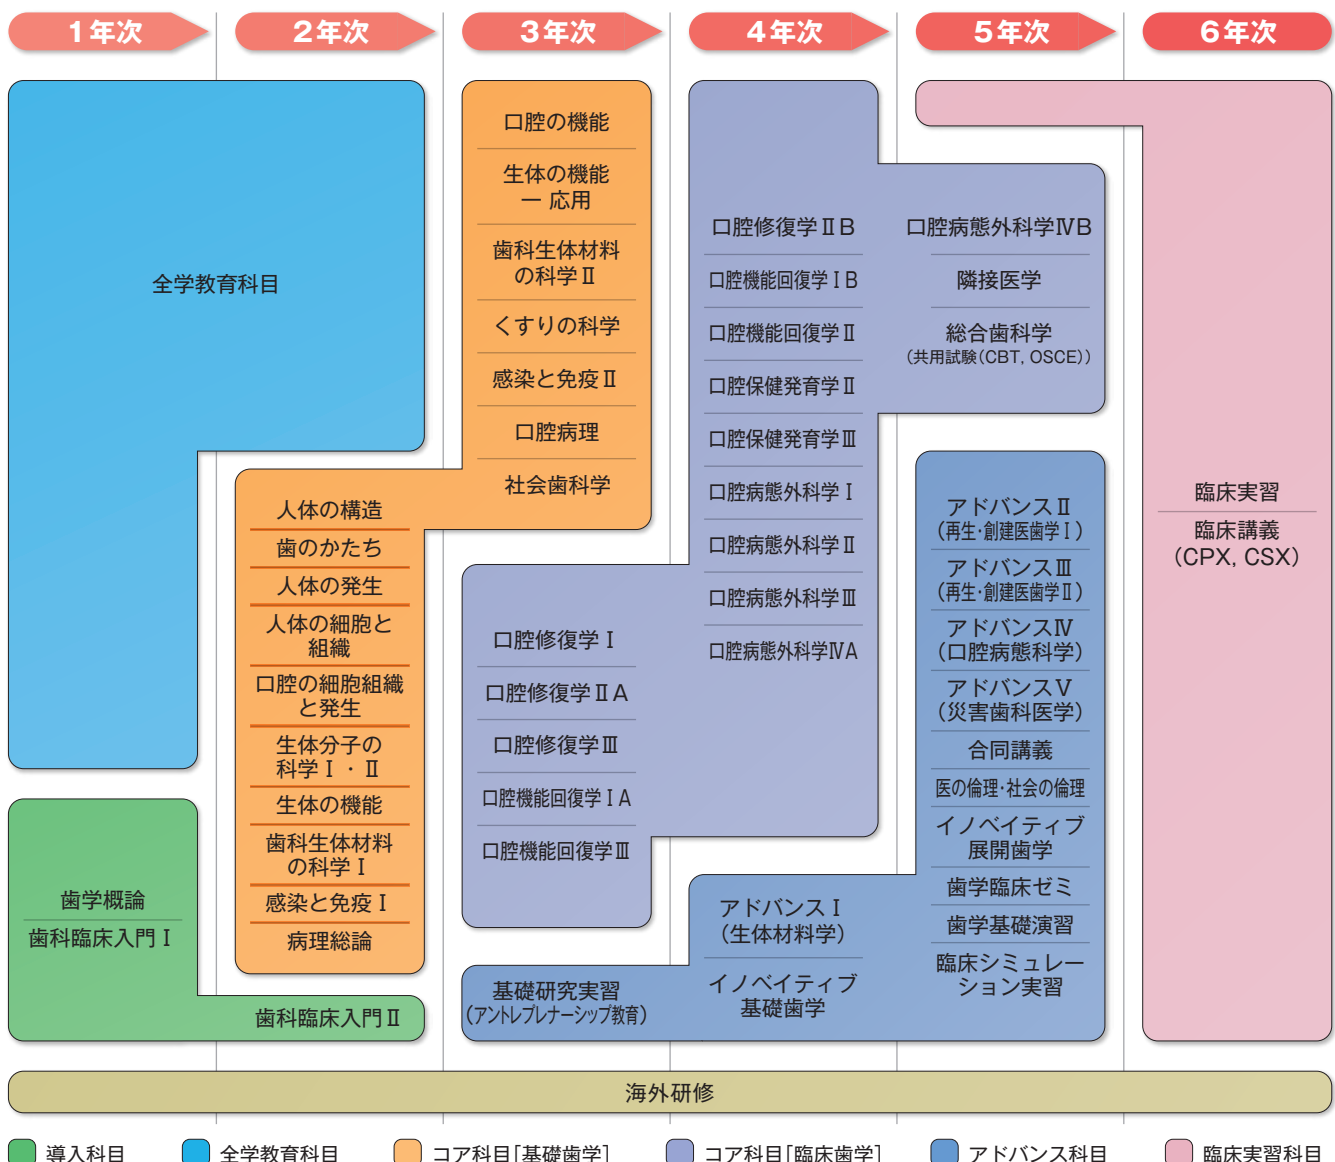 1年次
2年次
3年次
4年次
5年次
6年次
全学教育科目
歯学概論
歯科臨床入門Ⅰ
歯科臨床入門Ⅱ
人体の構造
歯のかたち
人体の発生
人体の細胞と
組織
口腔の細胞組織
と発生
生体分子の
科学Ⅰ・Ⅱ
生体の機能
歯科生体材料
の科学Ⅰ
感染と免疫Ⅰ
病理総論
口腔の機能
生体の機能
― 応用
歯科生体材料
の科学Ⅱ
くすりの科学
感染と免疫Ⅱ
口腔病理
社会歯科学
口腔修復学Ⅰ
口腔修復学ⅡA
口腔修復学Ⅲ
口腔機能回復学ⅠA
口腔機能回復学Ⅲ
基礎研究実習
(アントレプレナーシップ教育)
口腔修復学ⅡB
口腔機能回復学ⅠB
口腔機能回復学Ⅱ
口腔保健発育学Ⅱ
口腔保健発育学Ⅲ
口腔病態外科学Ⅰ
口腔病態外科学Ⅱ
口腔病態外科学Ⅲ
口腔病態外科学ⅣA
アドバンスⅠ
(生体材料学)
イノベイティブ
基礎歯学
口腔病態外科学ⅣB
隣接医学
総合歯科学
(共用試験(CBT, OSCE))
アドバンスⅡ
(再生・創建医歯学Ⅰ)
アドバンスⅢ
(再生・創建医歯学Ⅱ)
アドバンスⅣ
(口腔病態科学)
アドバンスⅤ
(災害歯科医学)
合同講義
医の倫理・社会の倫理
イノベイティブ
展開歯学
歯学臨床ゼミ
歯学基礎演習
臨床シミュレー
ション実習
臨床実習
臨床講義
(CPX, CSX)
海外研修
導入科目
全学教育科目
コア科目[基礎歯学]
コア科目[臨床歯学]
アドバンス科目
臨床実習科目